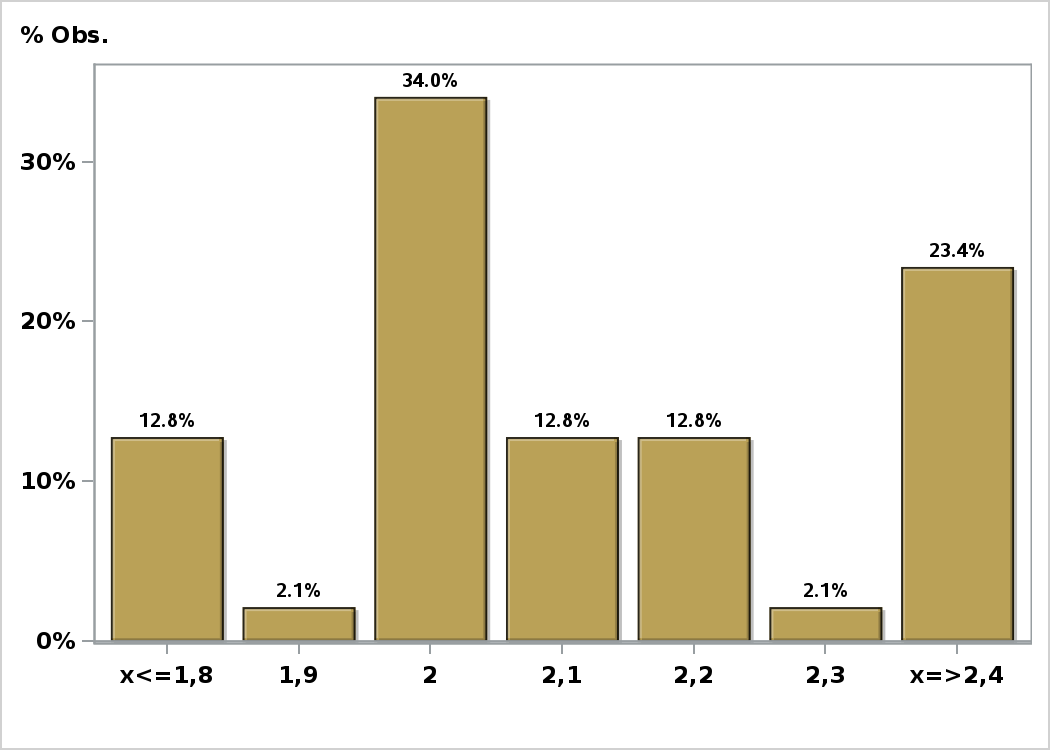 % Obs.
34.0%
30%
23.4%
20%
12.8% 12.8% 12.8%
10%
2.1% 2.1%
0%
x<=1,8 1,9 2 2,1 2,2 2,3 x=>2,4